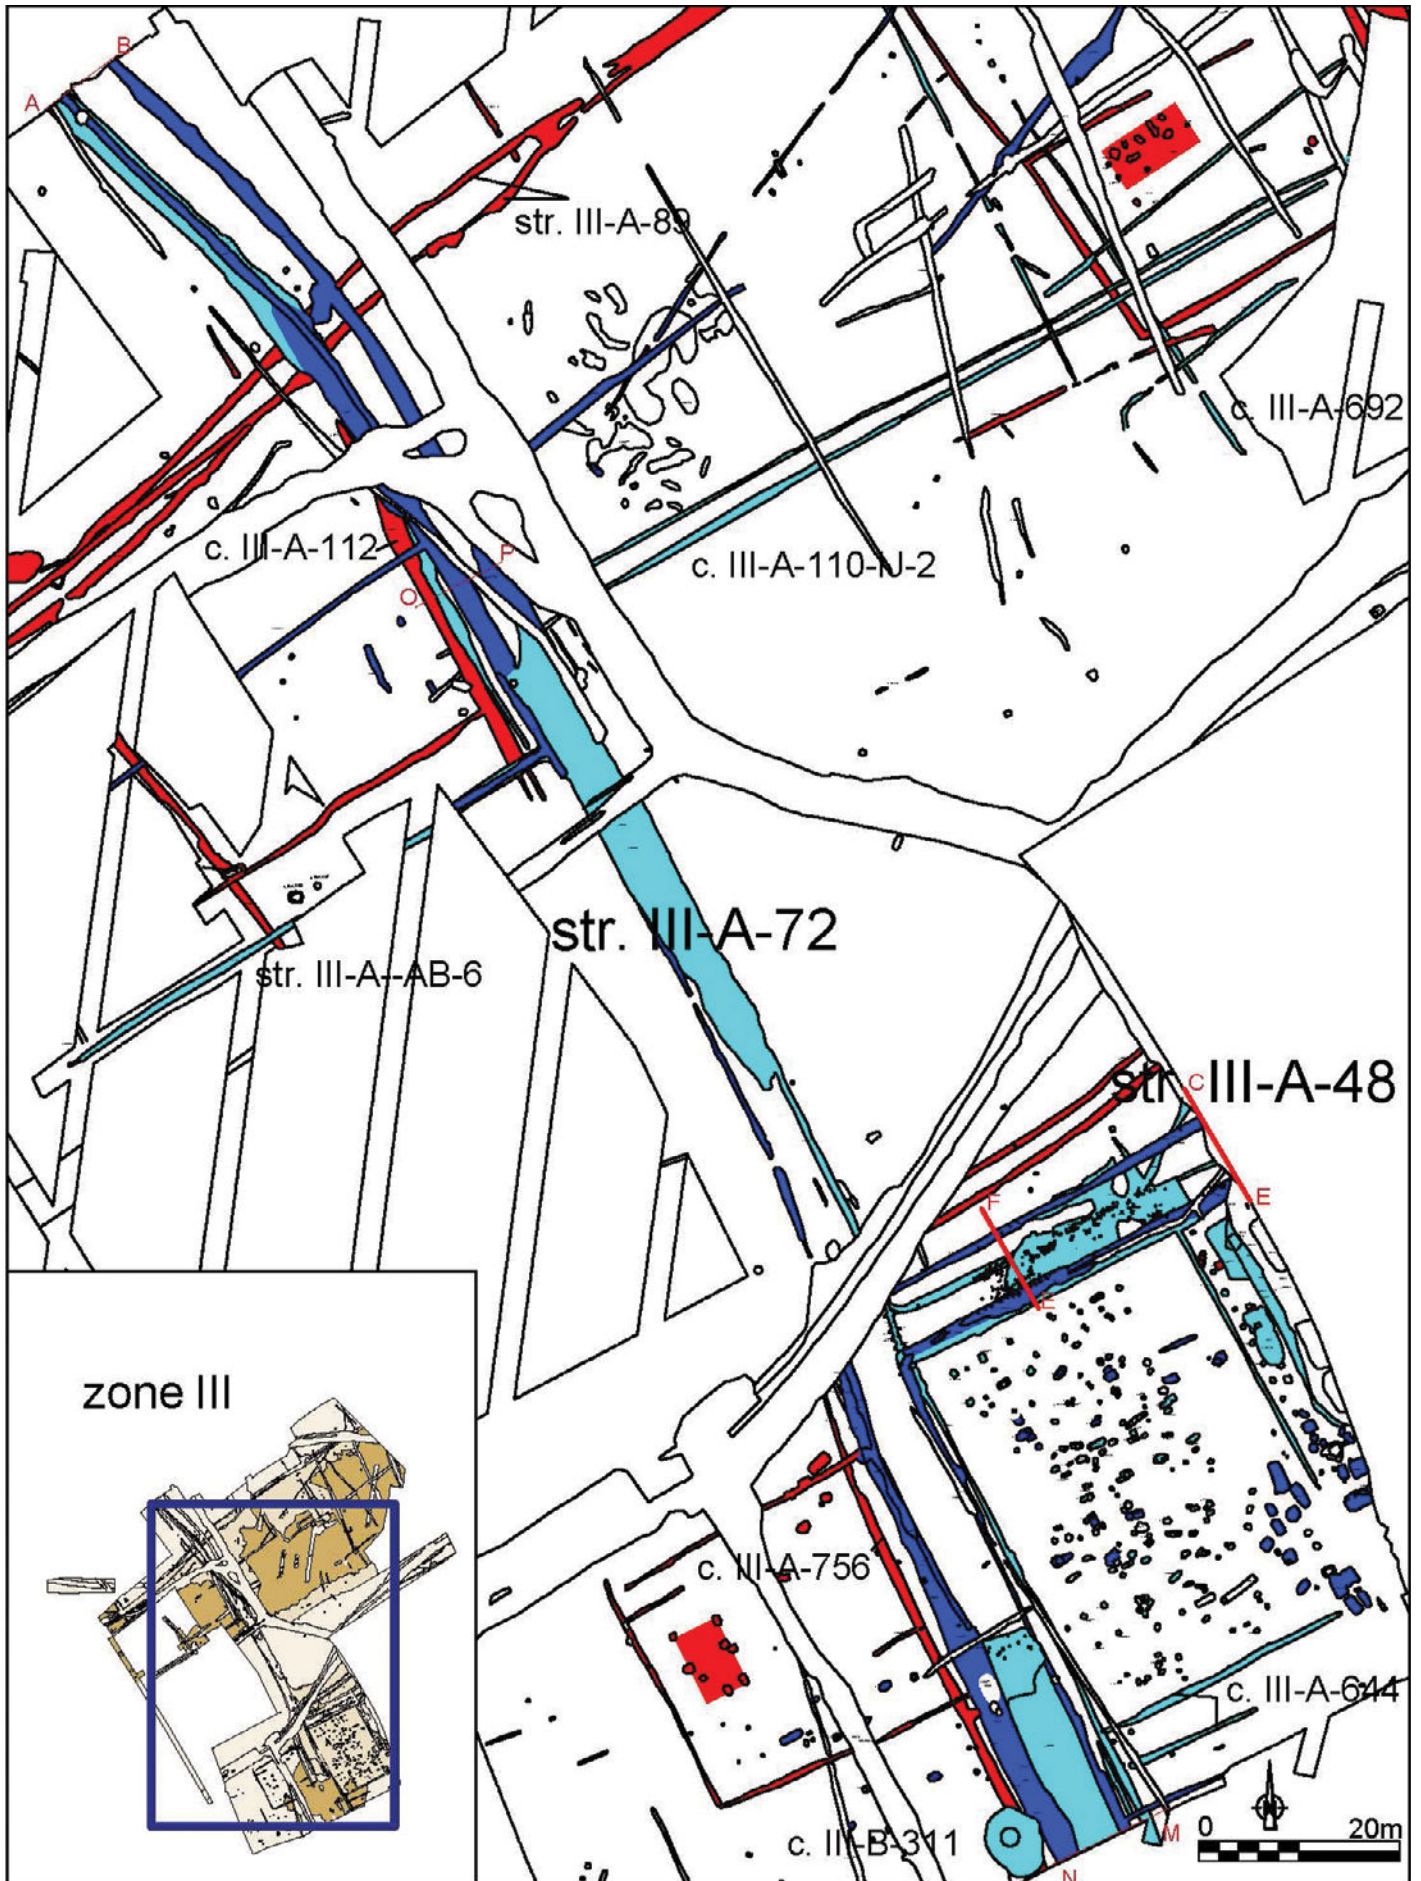 B
A
str. III-A-89
c. III-A-692
c. III-A-112
P
O
c. III-A-110-IJ-2
str. III-A-72
str. III-A--AB-6
str. III-A-48
C
E
F
E
zone III
c. III-A-756
c. III-A-644
c. III-B-311
M
N
0 20m